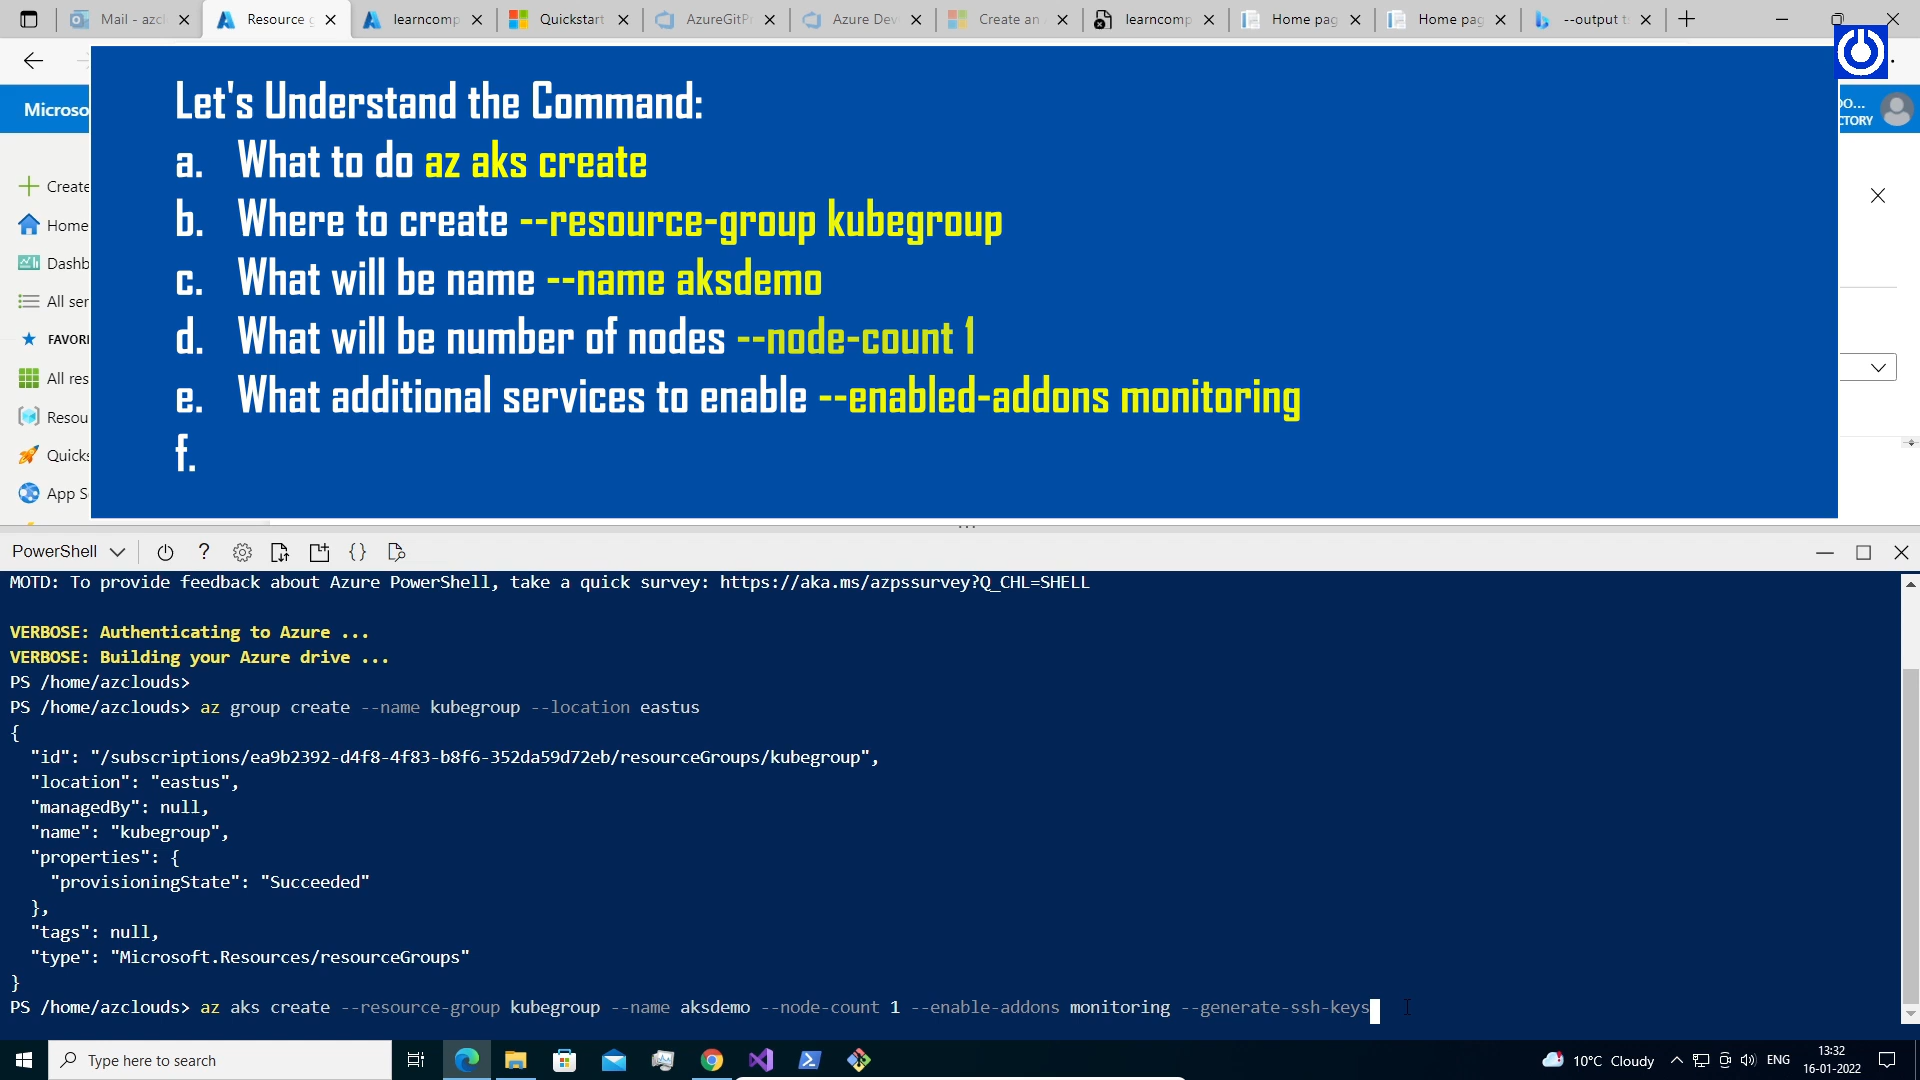 Mail - azcl
Resource g
learncomp
Quickstart
AzureGitP
Azure Dev
Create an
learncomp
Home pag
Home pag
--output t
Microso
DO...
CTORY
Create
Home
Dashb
All ser
FAVORI
All res
Resou
Quicks
App S
Let's Understand the Command:
a. What to do az aks create
b. Where to create --resource-group kubegroup
c. What will be name --name aksdemo
d. What will be number of nodes --node-count 1
e. What additional services to enable --enabled-addons monitoring
f.
PowerShell
MOTD: To provide feedback about Azure PowerShell, take a quick survey: https://aka.ms/azpssurvey?Q_CHL=SHELL
VERBOSE: Authenticating to Azure ...
VERBOSE: Building your Azure drive ...
PS /home/azclouds>
PS /home/azclouds> az group create --name kubegroup --location eastus
{
"id": "/subscriptions/ea9b2392-d4f8-4f83-b8f6-352da59d72eb/resourceGroups/kubegroup",
"location": "eastus",
"managedBy": null,
"name": "kubegroup",
"properties": {
"provisioningState": "Succeeded"
},
"tags": null,
"type": "Microsoft.Resources/resourceGroups"
}
PS /home/azclouds> az aks create --resource-group kubegroup --name aksdemo --node-count 1 --enable-addons monitoring --generate-ssh-keys
Type here to search
10°C Cloudy
ENG
13:32
16-01-2022